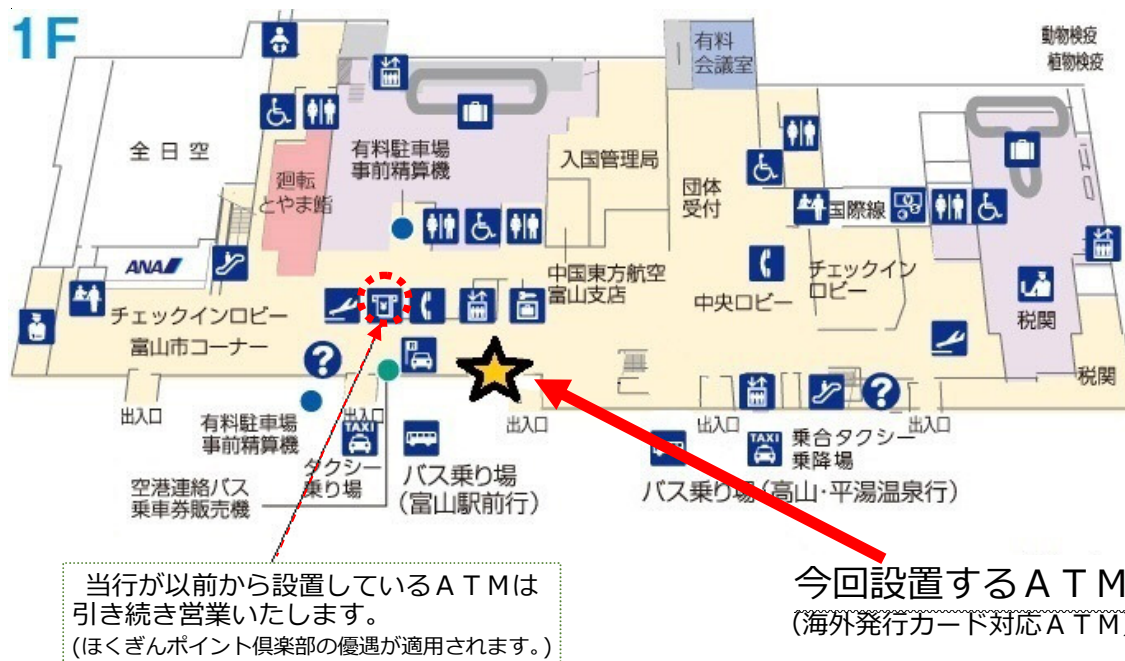 1F
有料
会議室
動物検疫
植物検疫
全日空
廻転
とやま鮨
有料駐車場
事前精算機
入国管理局
団体
受付
国際線
ANA
チェックインロビー
富山市コーナー
中国東方航空
富山支店
中央ロビー
チェックイン
ロビー
税関
税関
?
?
出入口
出入口
出入口
出入口
出入口
有料駐車場
事前精算機
TAXI
タクシー
乗り場
バス乗り場
(富山駅前行)
TAXI
乗合タクシー
乗降場
バス乗り場(高山・平湯温泉行)
空港連絡バス
乗車券販売機
当行が以前から設置しているATMは
引き続き営業いたします。
(ほくぎんポイント倶楽部の優遇が適用されます。)
今回設置するATM
(海外発行カード対応ATM)